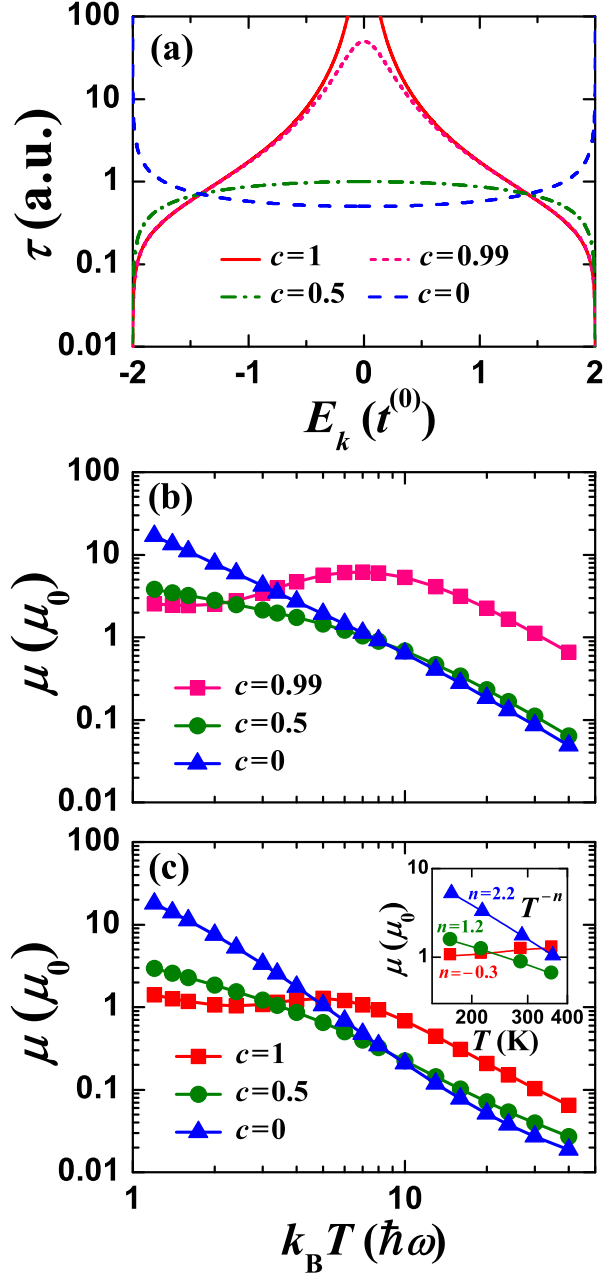 (a)
100
10
1
0.1
0.01
τ (a.u.)
c=1
c=0.99
c=0.5
c=0
-2 -1 0 1 2
E_k (t^(0))
(b)
100
10
1
0.1
0.01
μ (μ_0)
c=0.99
c=0.5
c=0
(c)
100
10
1
0.1
0.01
μ (μ_0)
c=1
c=0.5
c=0
10
1
μ (μ_0)
n=2.2
T^-n
n=1.2
n=-0.3
200 300 400
T (K)
1 10
k_B T (ħω)